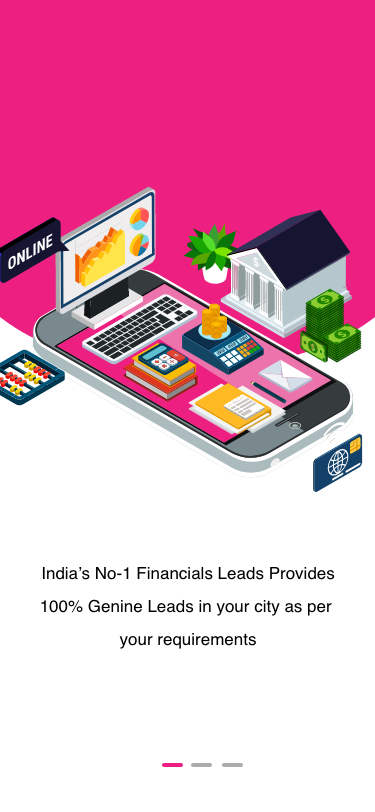 ONLINE
$
India's No-1 Financials Leads Provides
100% Genine Leads in your city as per
your requirements